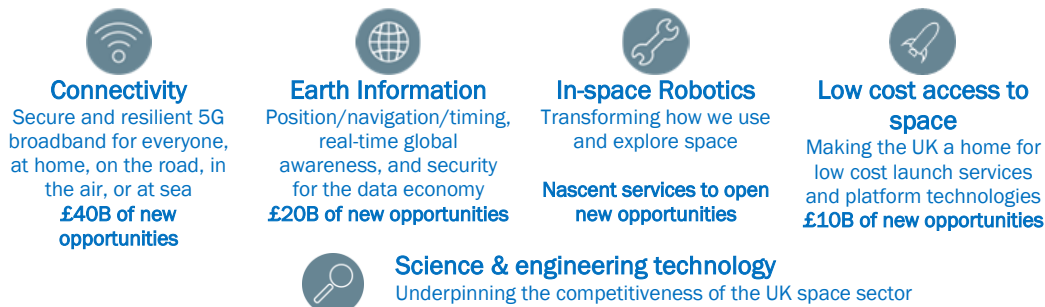 Connectivity
Secure and resilient 5G
broadband for everyone,
at home, on the road, in
the air, or at sea
£40B of new
opportunities
Earth Information
Position/navigation/timing,
real-time global
awareness, and security
for the data economy
£20B of new opportunities
In-space Robotics
Transforming how we use
and explore space
Nascent services to open
new opportunities
Low cost access to
space
Making the UK a home for
low cost launch services
and platform technologies
£10B of new opportunities
Science & engineering technology
Underpinning the competitiveness of the UK space sector